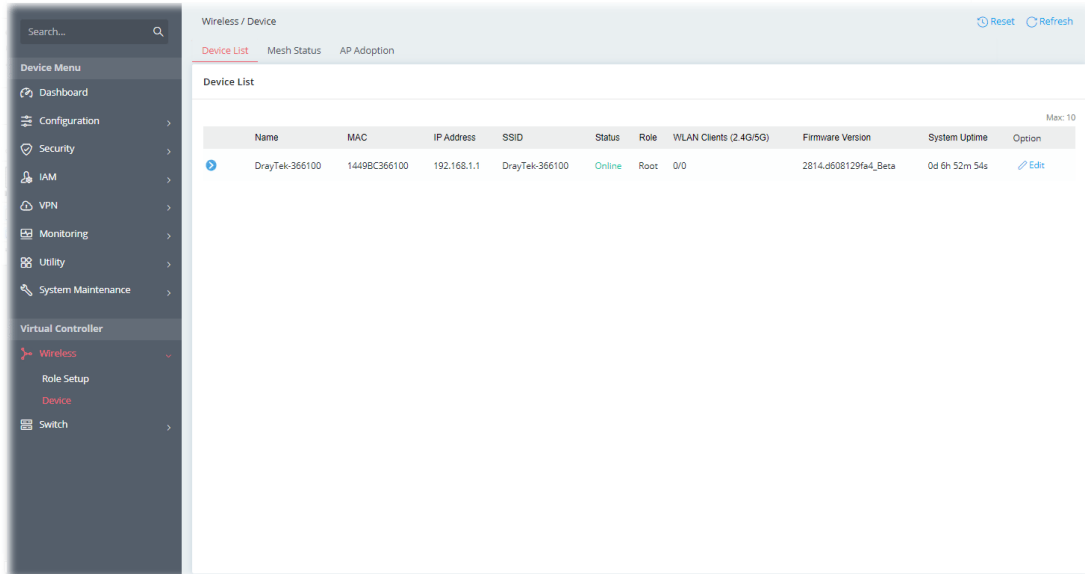 Search...
Device Menu
Dashboard
Configuration
Security
IAM
VPN
Monitoring
Utility
System Maintenance
Virtual Controller
Wireless
Role Setup
Device
Switch
Wireless / Device
Reset Refresh
Device List Mesh Status AP Adoption
Device List
Max: 10
Name MAC IP Address SSID Status Role WLAN Clients (2.4G/5G) Firmware Version System Uptime Option
DrayTek-366100 1449BC366100 192.168.1.1 DrayTek-366100 Online Root 0/0 2814.d608129fa4_Beta 0d 6h 52m 54s Edit